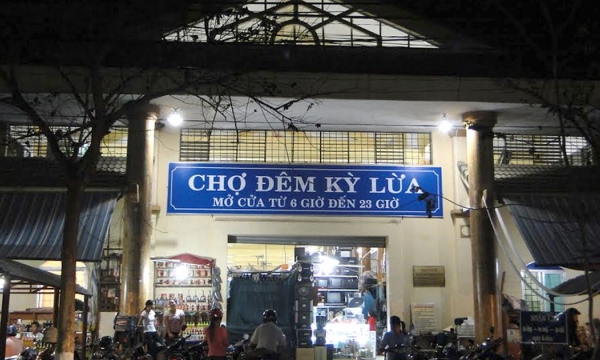 CHỢ ĐÊM KỲ LỪA
MỞ CỬA TỪ 6 GIỜ ĐẾN 23 GIỜ